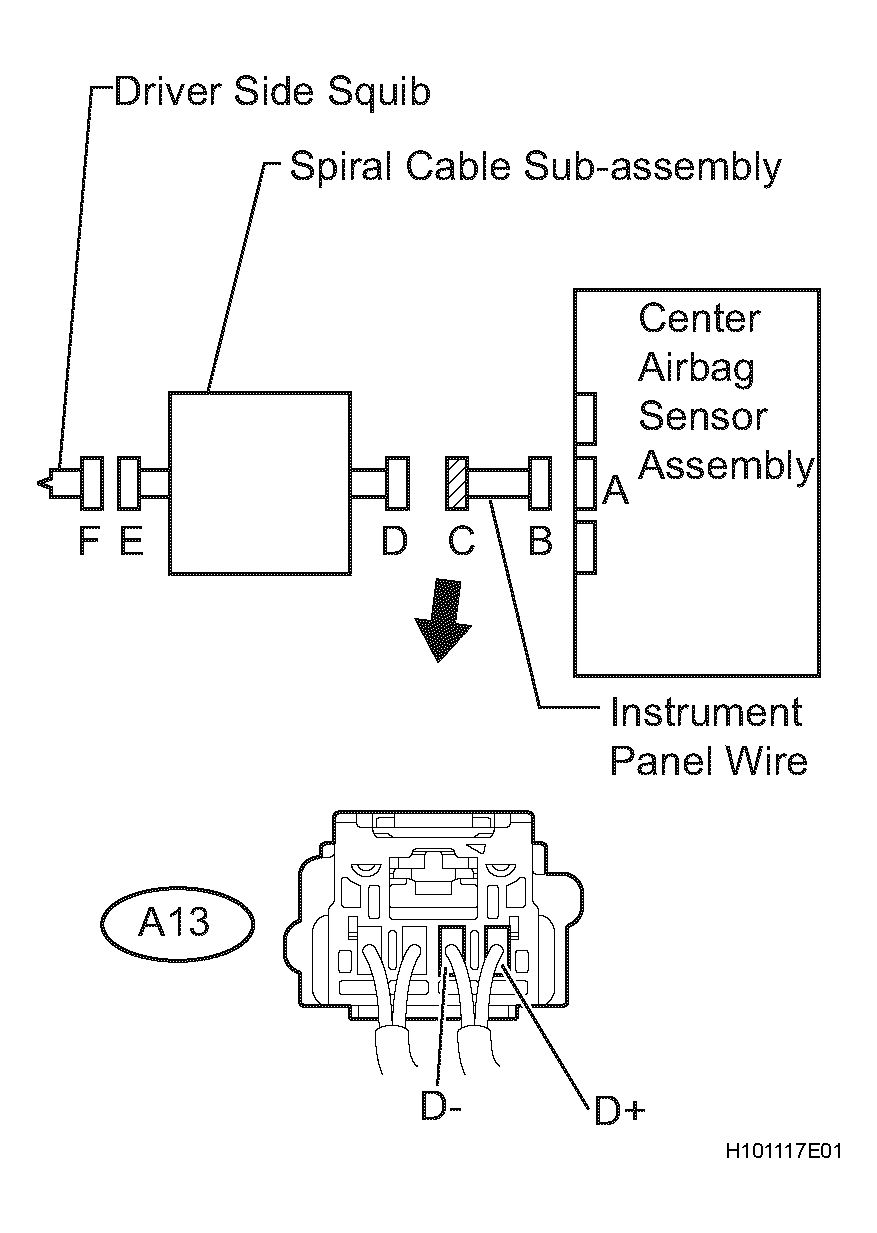 Driver Side Squib
Spiral Cable Sub-assembly
Center
Airbag
Sensor
Assembly
A
F E D C B
Instrument
Panel Wire
A13
D-
D+
H101117E01